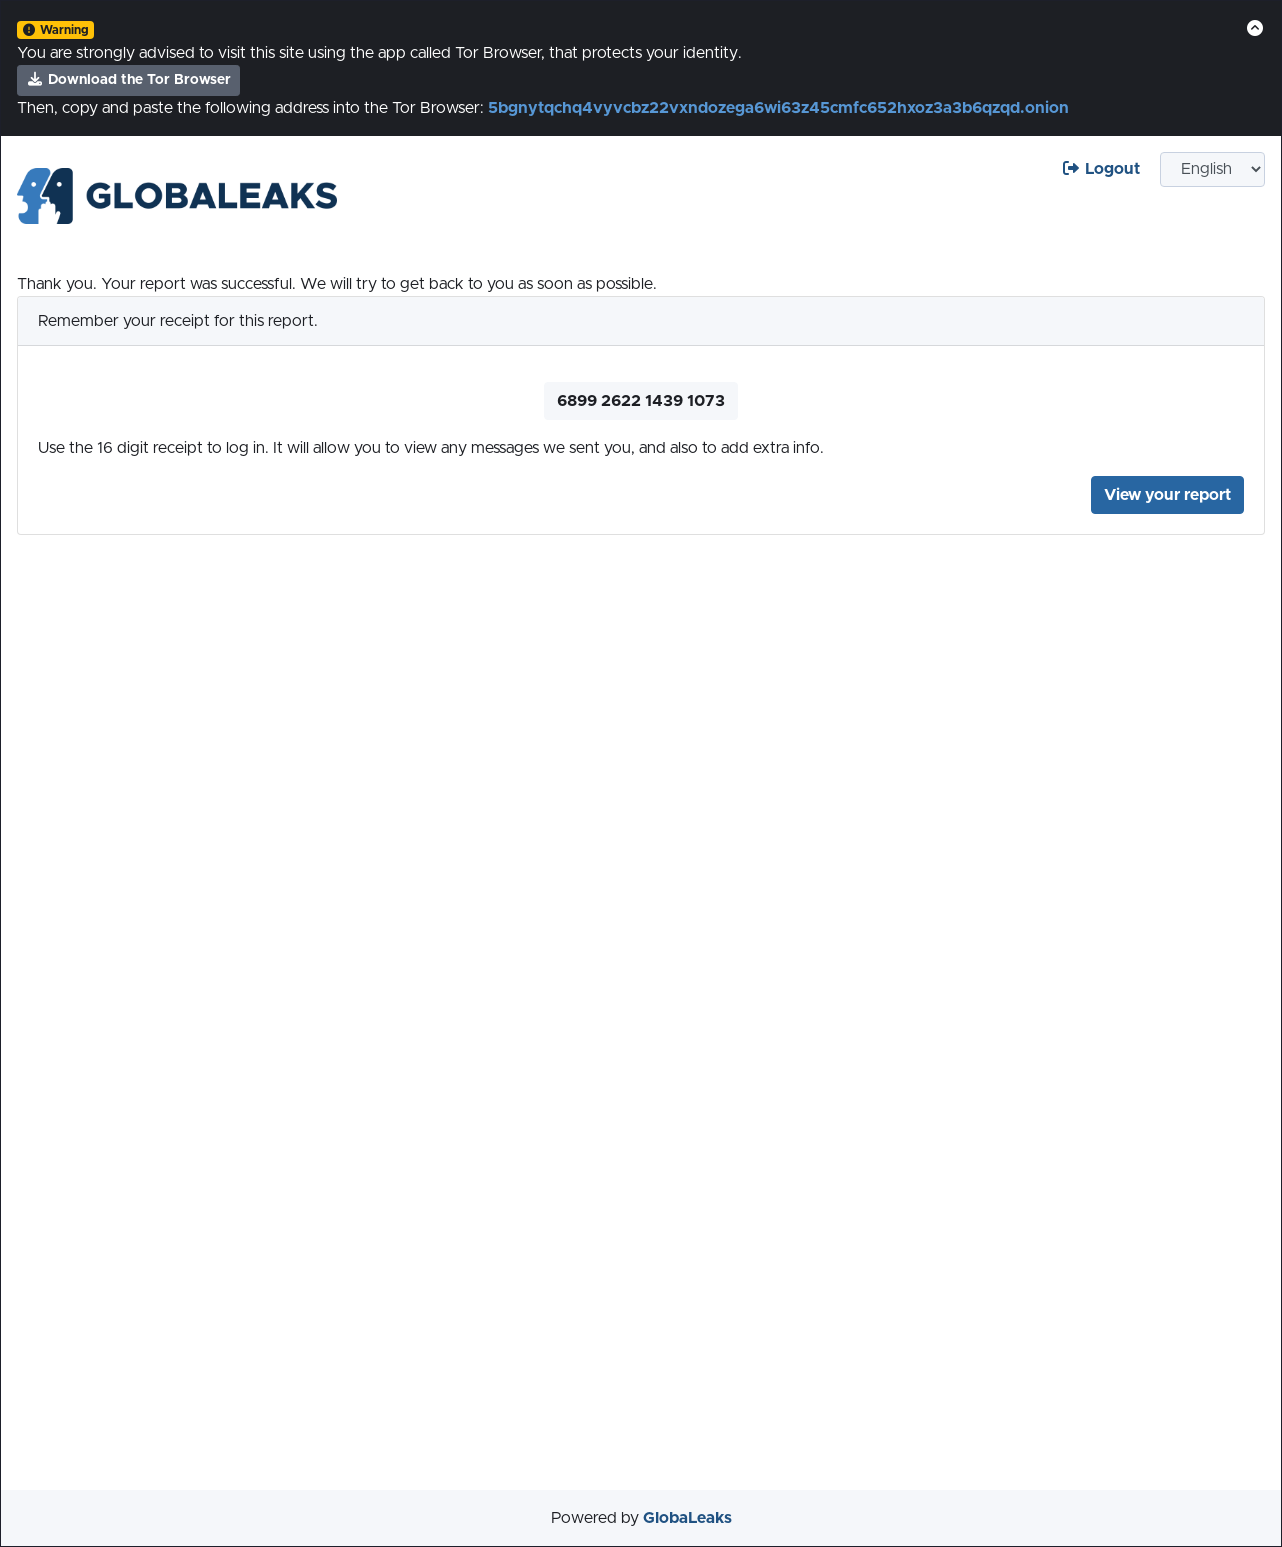 Warning
You are strongly advised to visit this site using the app called Tor Browser, that protects your identity.
Download the Tor Browser
Then, copy and paste the following address into the Tor Browser: 5bgnytqchq4vyvcbz22vxndozega6wi63z45cmfc652hxoz3a3b6qzqd.onion
Logout
English
GLOBALEAKS
Thank you. Your report was successful. We will try to get back to you as soon as possible.
Remember your receipt for this report.
6899 2622 1439 1073
Use the 16 digit receipt to log in. It will allow you to view any messages we sent you, and also to add extra info.
View your report
Powered by GlobaLeaks